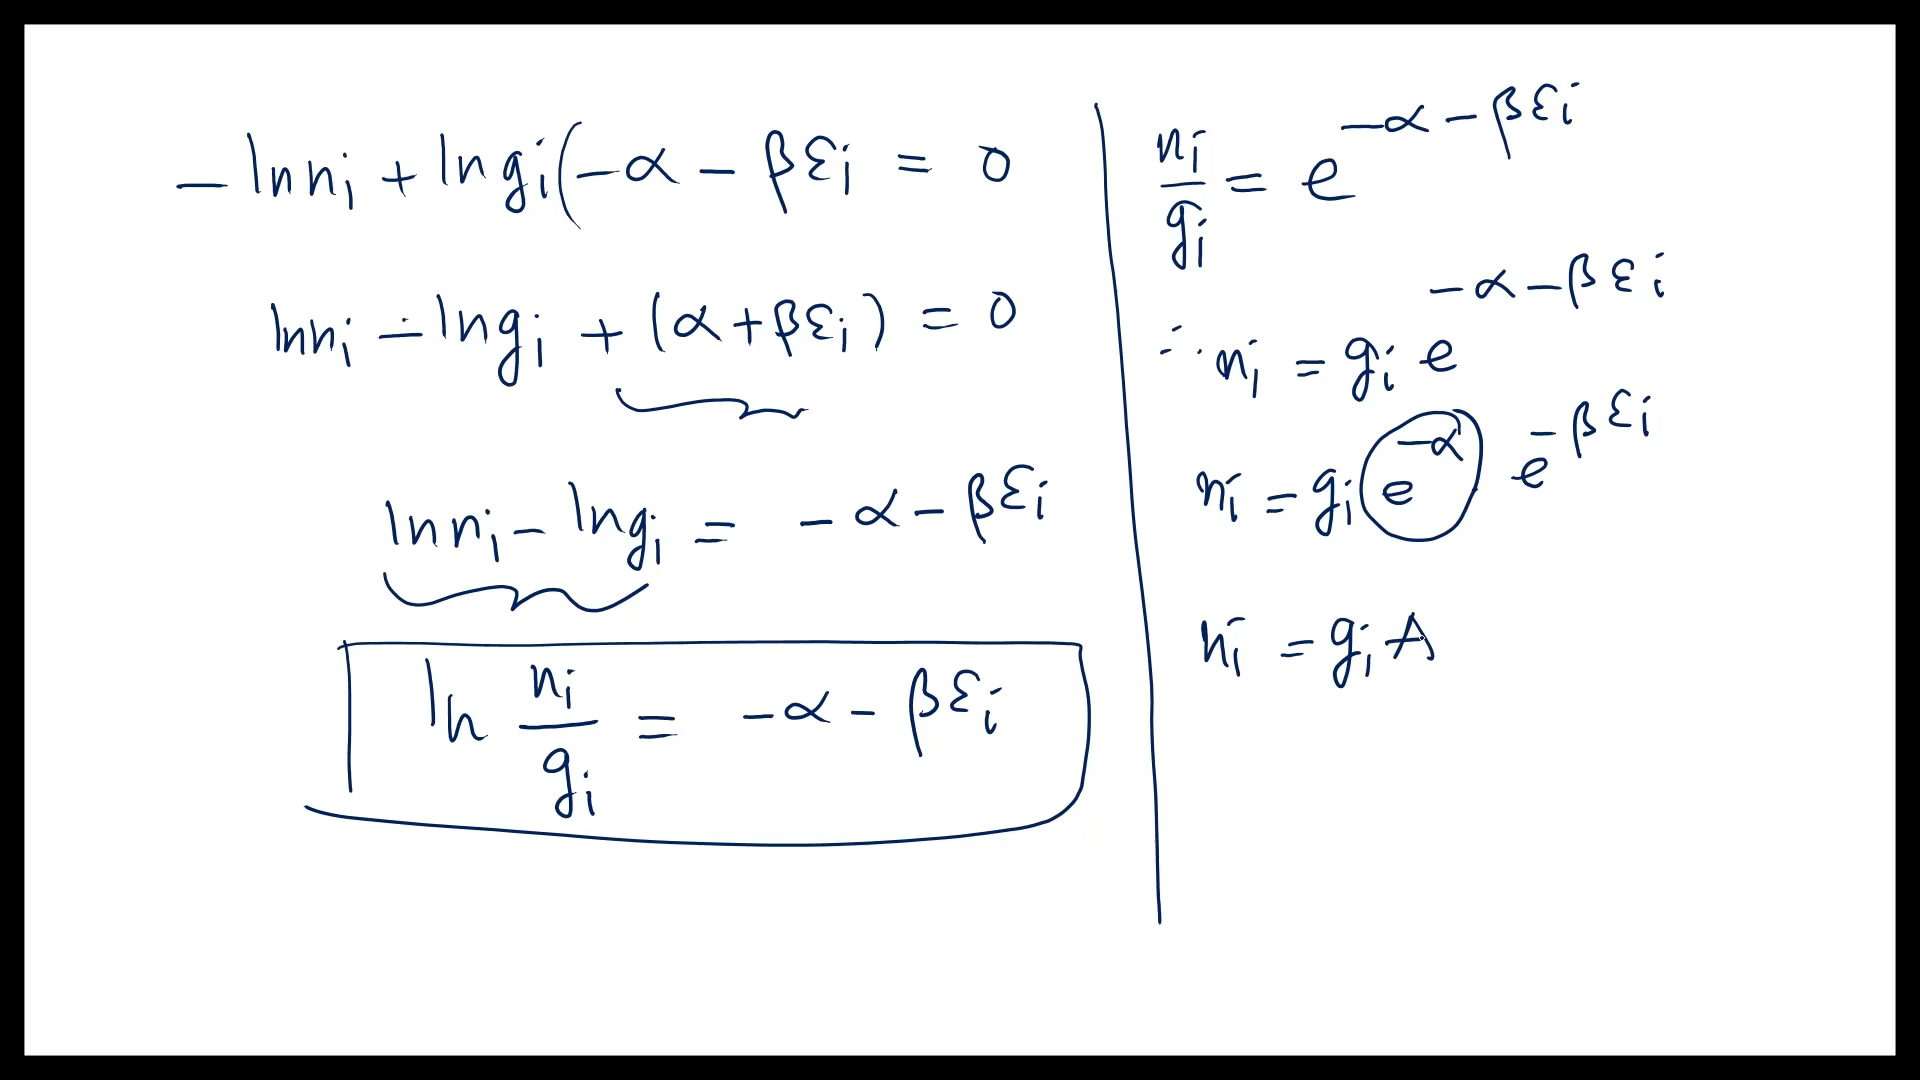 − ln nᵢ + ln gᵢ (−α − βεᵢ = 0
ln nᵢ − ln gᵢ + (α + βεᵢ) = 0
ln nᵢ − ln gᵢ = − α − βεᵢ
ln nᵢ/gᵢ = −α − βεᵢ
nᵢ/gᵢ = e^(−α − βεᵢ)
∴ nᵢ = gᵢ e^(−α − βεᵢ)
nᵢ = gᵢ e^(−α) e^(−βεᵢ)
nᵢ = gᵢ A